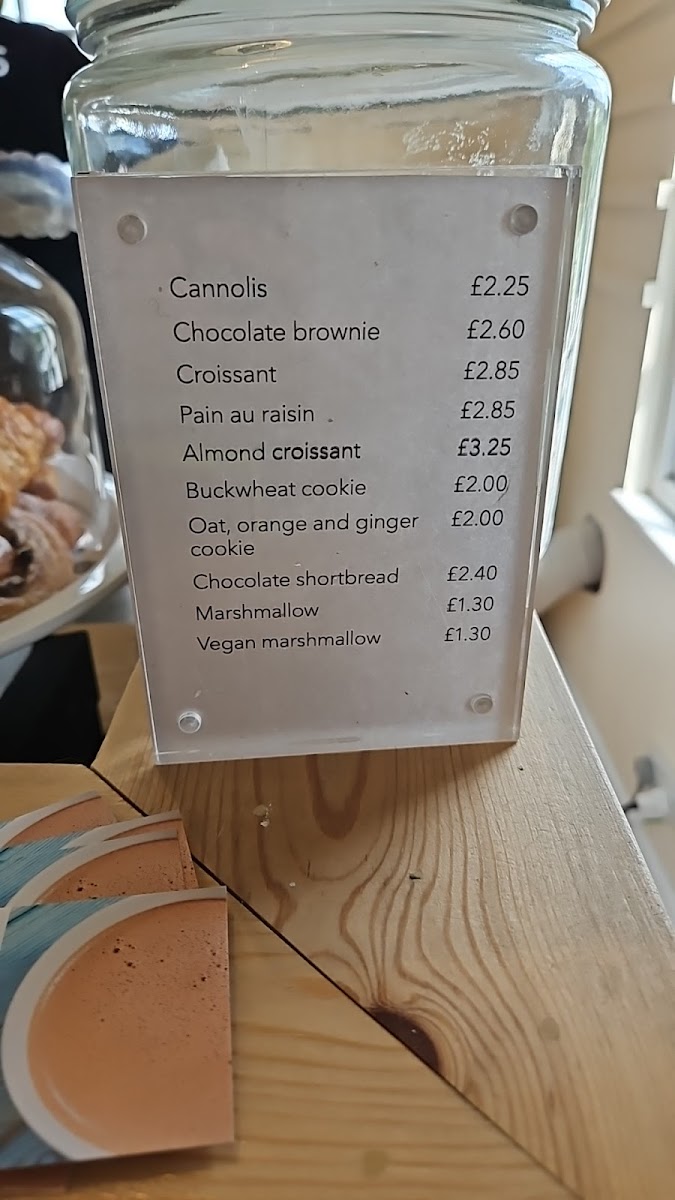 Cannolis £2.25
Chocolate brownie £2.60
Croissant £2.85
Pain au raisin £2.85
Almond croissant £3.25
Buckwheat cookie £2.00
Oat, orange and ginger £2.00
cookie
Chocolate shortbread £2.40
Marshmallow £1.30
Vegan marshmallow £1.30